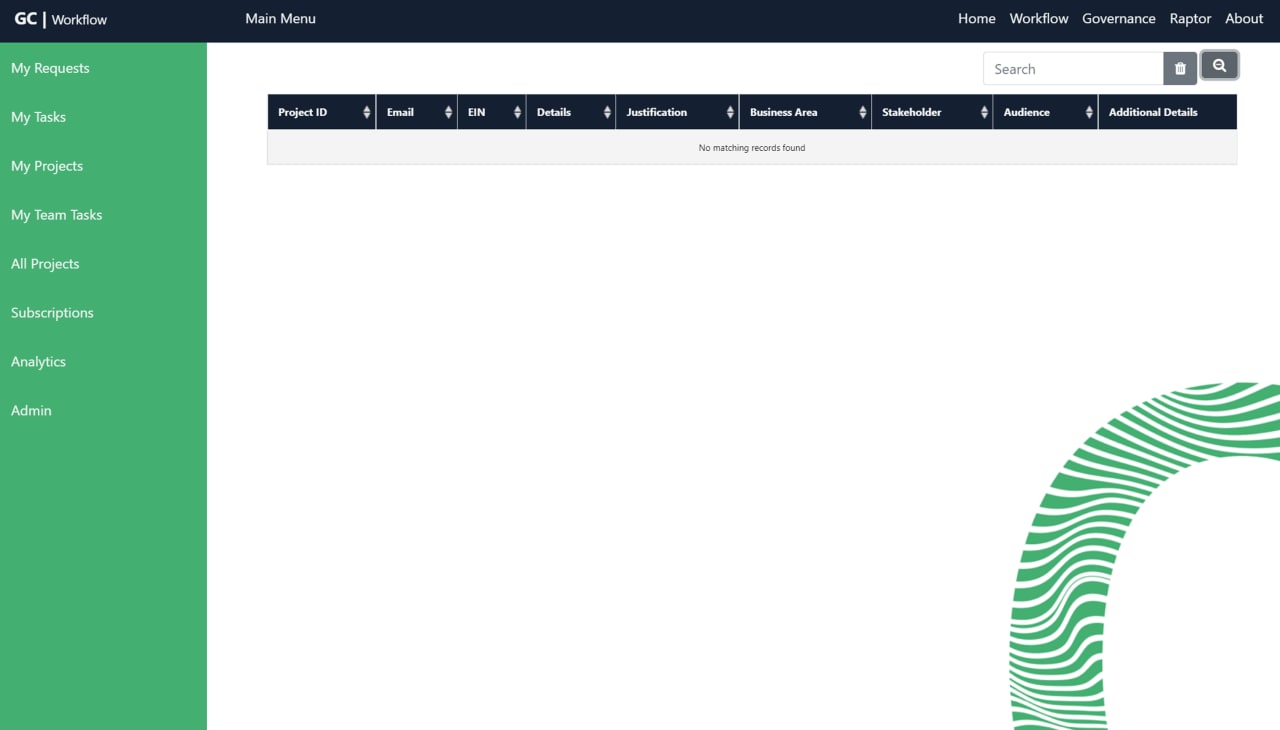 GC | Workflow
Main Menu
Home Workflow Governance Raptor About
My Requests
My Tasks
My Projects
My Team Tasks
All Projects
Subscriptions
Analytics
Admin
Search
Project ID Email EIN Details Justification Business Area Stakeholder Audience Additional Details
No matching records found